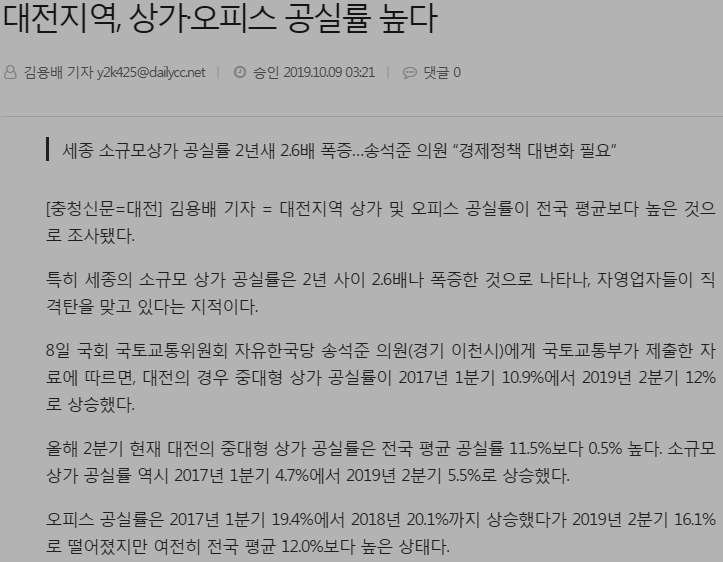 대전지역, 상가·오피스 공실률 높다
김용배 기자 y2k425@dailycc.net | 승인 2019.10.09 03:21 | 댓글 0
세종 소규모상가 공실률 2년새 2.6배 폭증...송석준 의원 “경제정책 대변화 필요”
[충청신문=대전] 김용배 기자 = 대전지역 상가 및 오피스 공실률이 전국 평균보다 높은 것으
로 조사됐다.
특히 세종의 소규모 상가 공실률은 2년 사이 2.6배나 폭증한 것으로 나타나, 자영업자들이 직
격탄을 맞고 있다는 지적이다.
8일 국회 국토교통위원회 자유한국당 송석준 의원(경기 이천시)에게 국토교통부가 제출한 자
료에 따르면, 대전의 경우 중대형 상가 공실률이 2017년 1분기 10.9%에서 2019년 2분기 12%
로 상승했다.
올해 2분기 현재 대전의 중대형 상가 공실률은 전국 평균 공실률 11.5%보다 0.5% 높다. 소규모
상가 공실률 역시 2017년 1분기 4.7%에서 2019년 2분기 5.5%로 상승했다.
오피스 공실률은 2017년 1분기 19.4%에서 2018년 20.1%까지 상승했다가 2019년 2분기 16.1%
로 떨어졌지만 여전히 전국 평균 12.0%보다 높은 상태다.